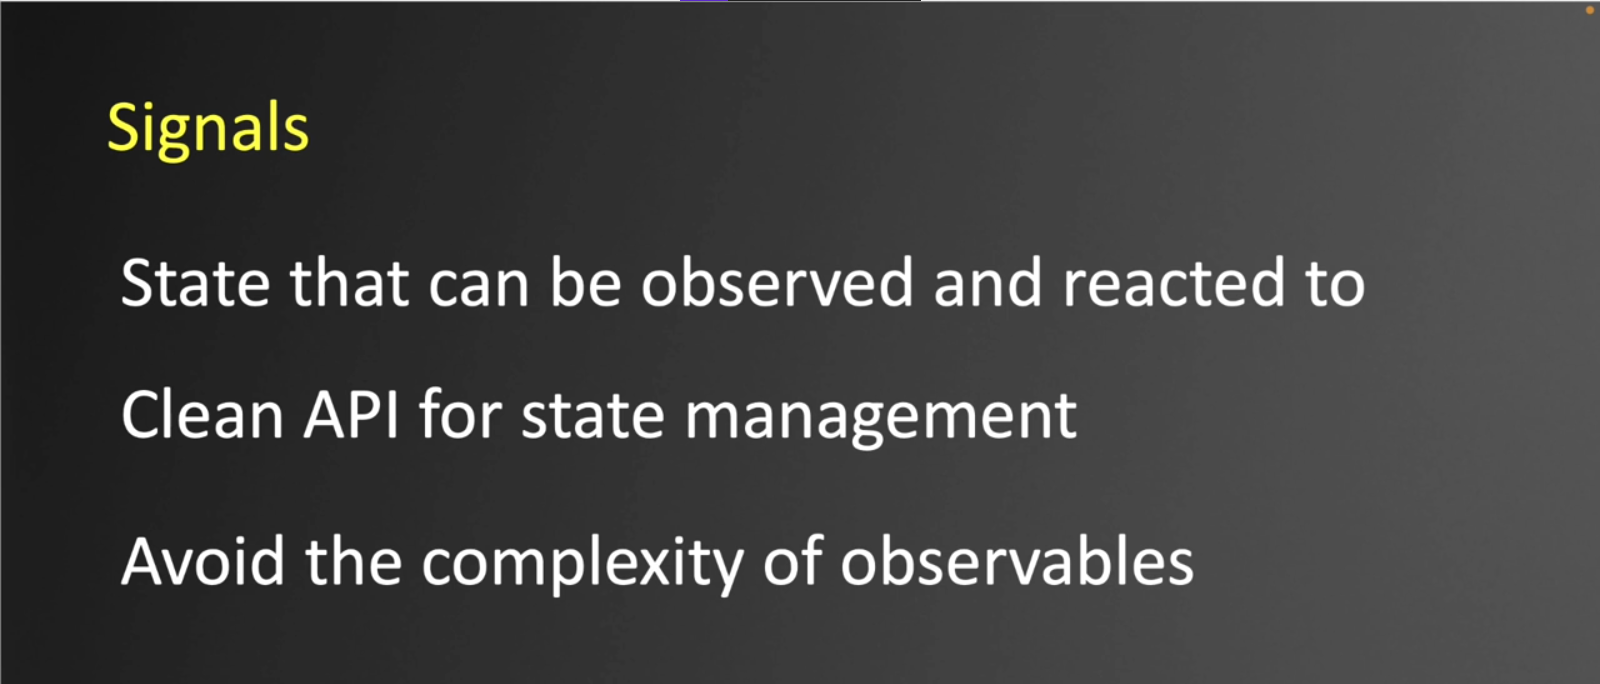 Signals
State that can be observed and reacted to
Clean API for state management
Avoid the complexity of observables